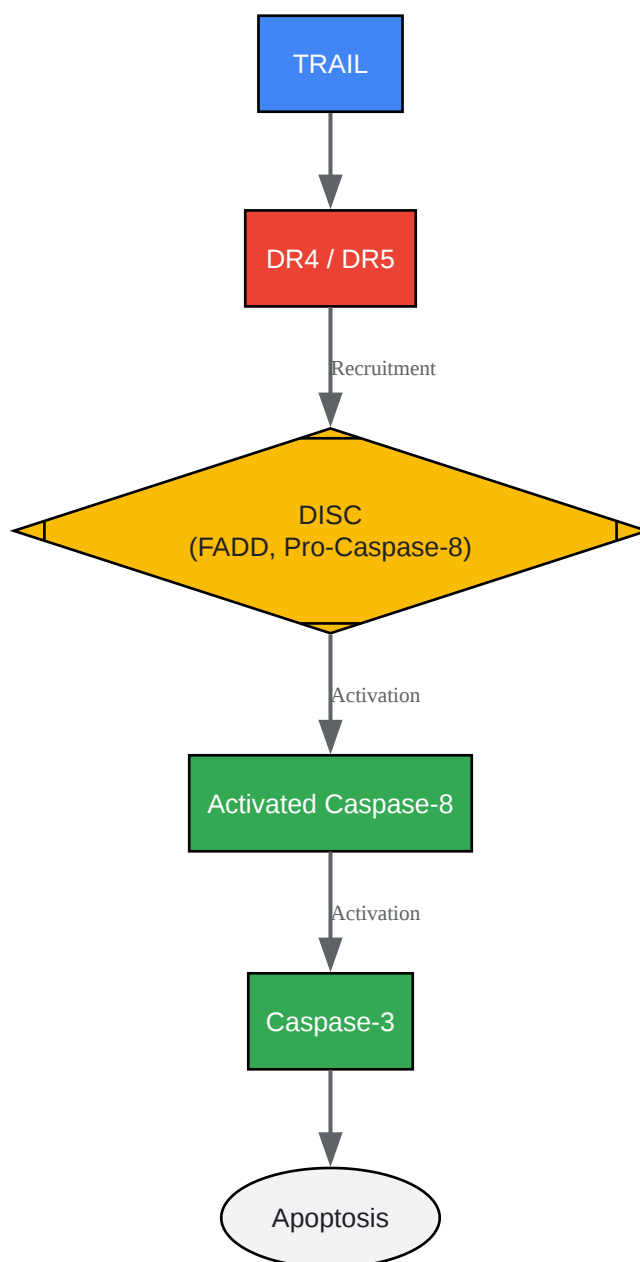 TRAIL
DR4 / DR5
Recruitment
DISC
(FADD, Pro-Caspase-8)
Activation
Activated Caspase-8
Activation
Caspase-3
Apoptosis